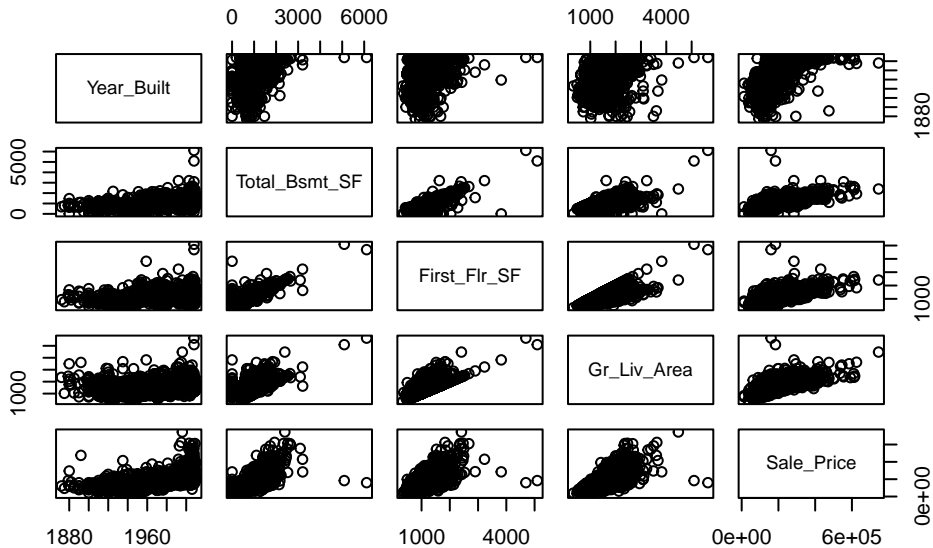 0 3000 6000
1000 4000
Year_Built
1880
5000
0
Total_Bsmt_SF
First_Flr_SF
1000
1000
Gr_Liv_Area
Sale_Price
0e+00
1880 1960
1000 4000
0e+00 6e+05